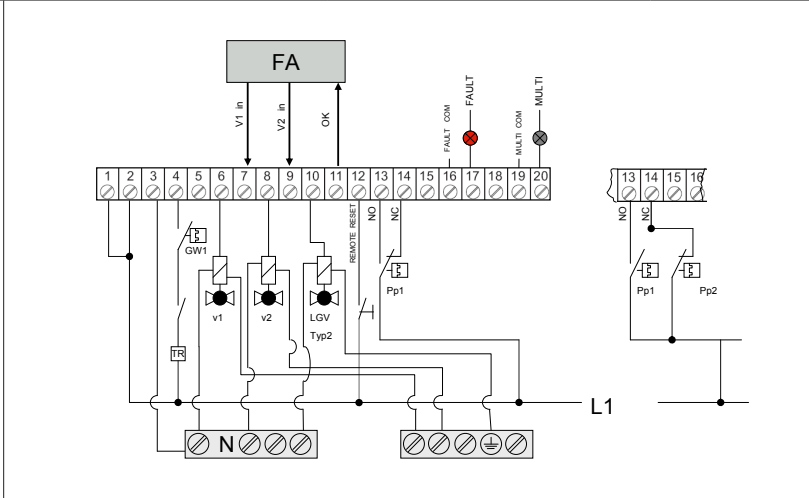 FA
V1 in
V2 in
OK
FAULT COM
FAULT
MULTI COM
MULTI
1 2 3 4 5 6 7 8 9 10 11 12 13 14 15 16 17 18 19 20
13 14 15 16
REMOTE RESET
NO
NC
NO
NC
GW1
Pp1
Pp1
Pp2
v1
v2
LGV
Typ2
TR
L1
N